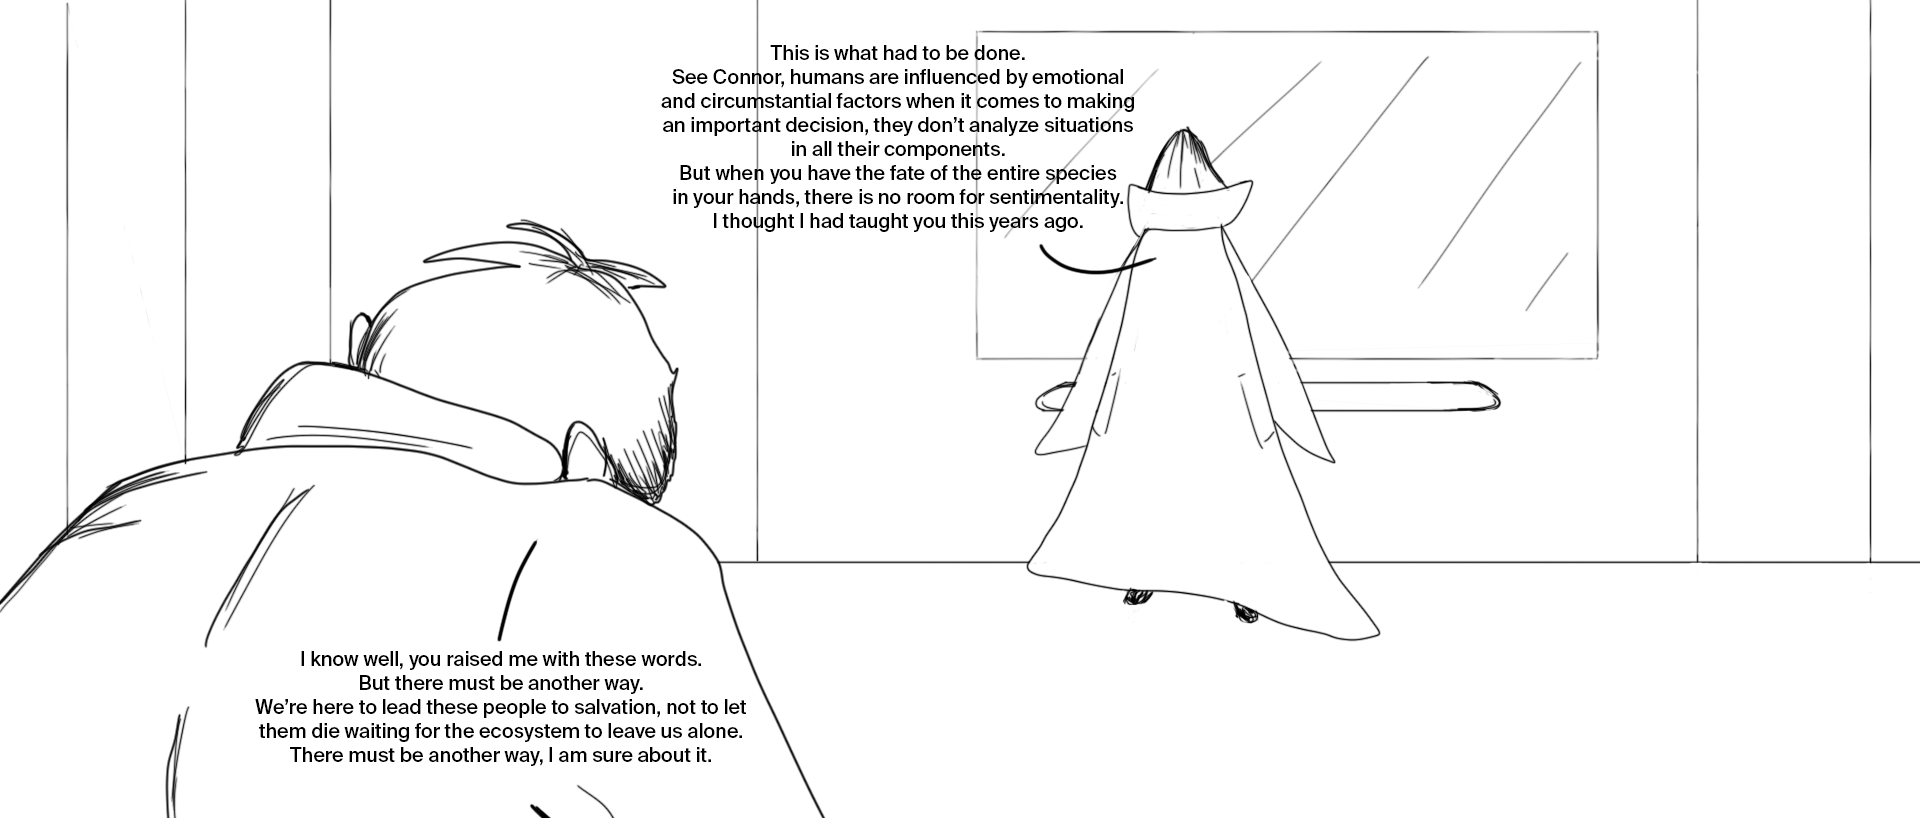 This is what had to be done.
See Connor, humans are influenced by emotional
and circumstantial factors when it comes to making
an important decision, they don’t analyze situations
in all their components.
But when you have the fate of the entire species
in your hands, there is no room for sentimentality.
I thought I had taught you this years ago.
I know well, you raised me with these words.
But there must be another way.
We’re here to lead these people to salvation, not to let
them die waiting for the ecosystem to leave us alone.
There must be another way, I am sure about it.